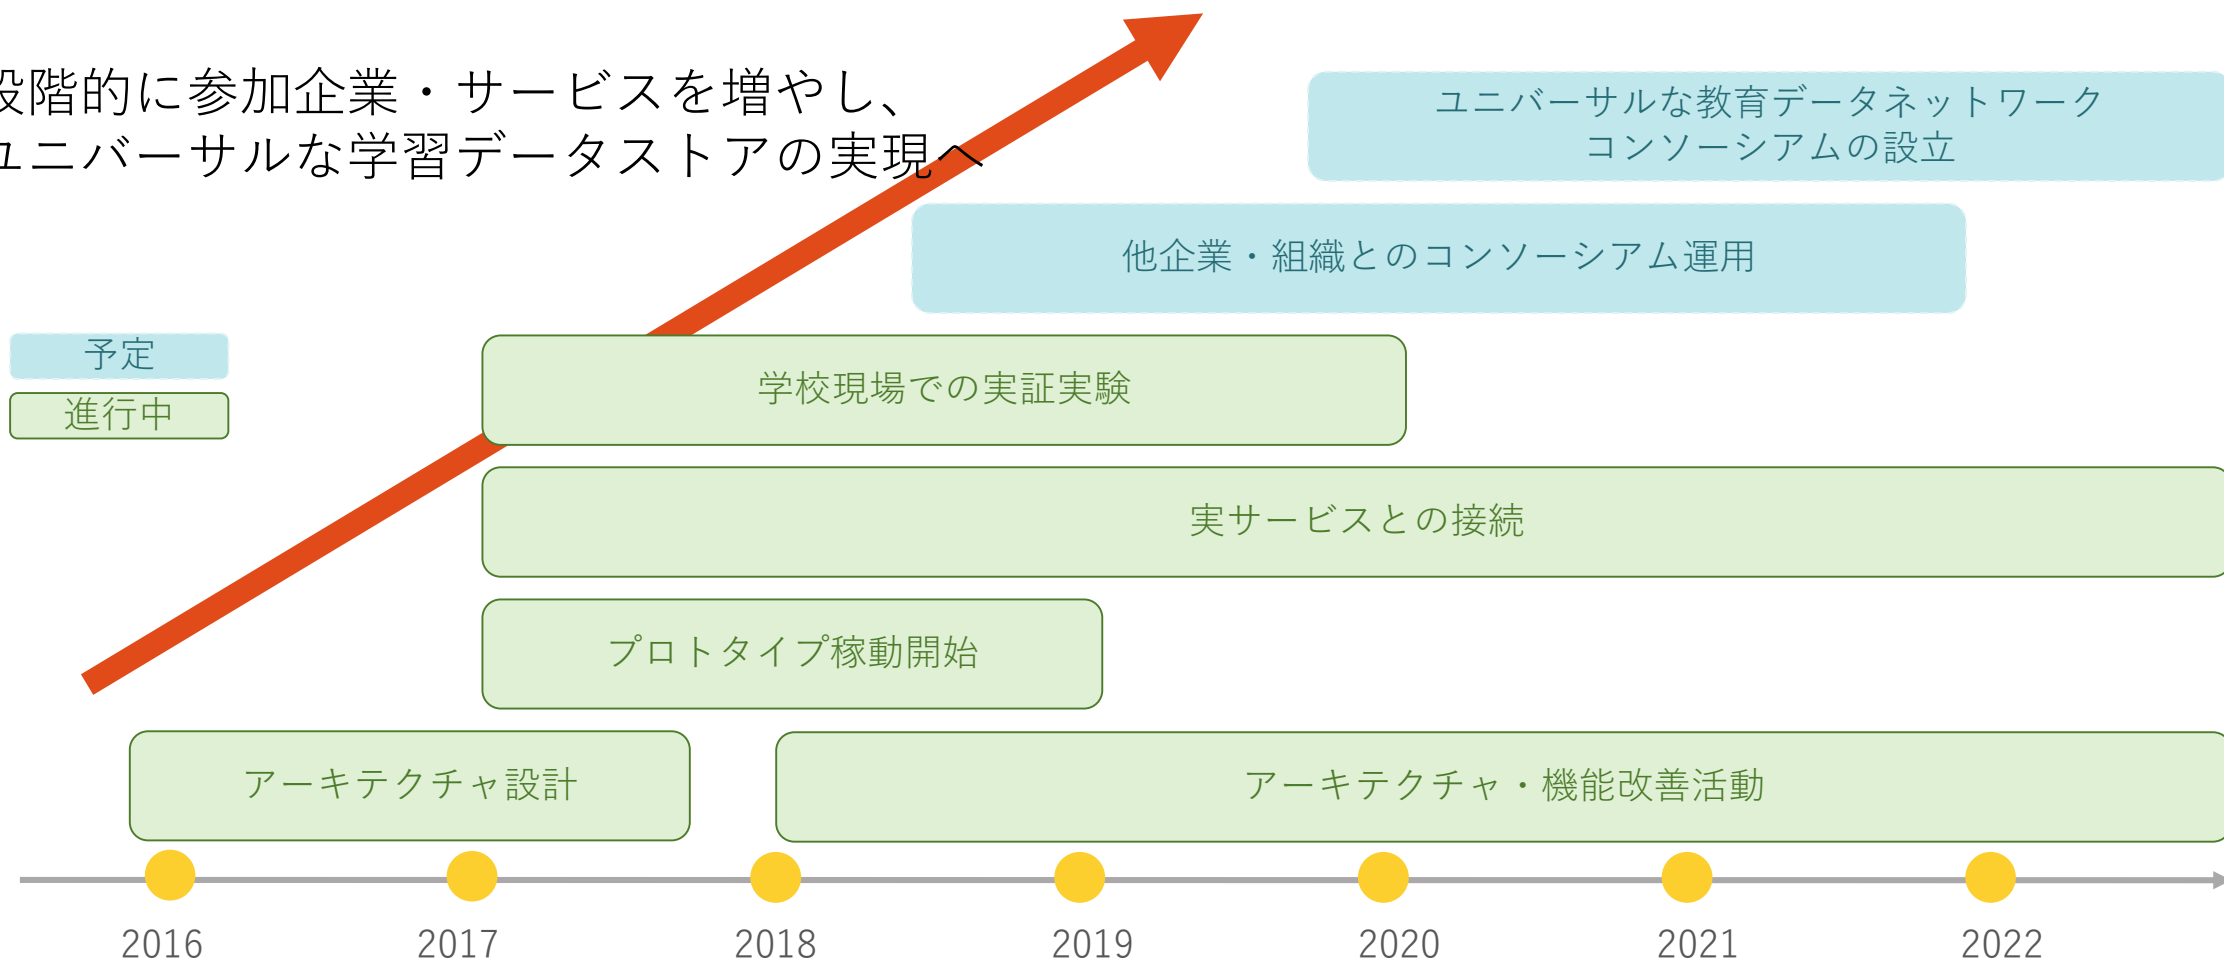 段階的に参加企業・サービスを増やし、
ユニバーサルな学習データストアの実現へ
ユニバーサルな教育データネットワーク
コンソーシアムの設立
他企業・組織とのコンソーシアム運用
予定
進行中
学校現場での実証実験
実サービスとの接続
プロトタイプ稼動開始
アーキテクチャ設計
アーキテクチャ・機能改善活動
2016
2017
2018
2019
2020
2021
2022